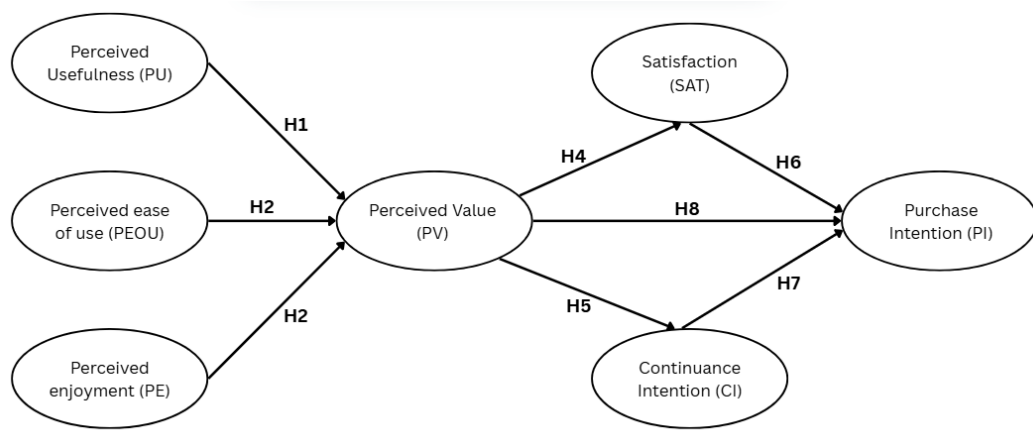 Perceived
Usefulness (PU)
H1
Perceived ease
of use (PEOU)
H2
Perceived
enjoyment (PE)
H2
Perceived Value
(PV)
H4
Satisfaction
(SAT)
H6
H8
H5
Continuance
Intention (CI)
H7
Purchase
Intention (PI)